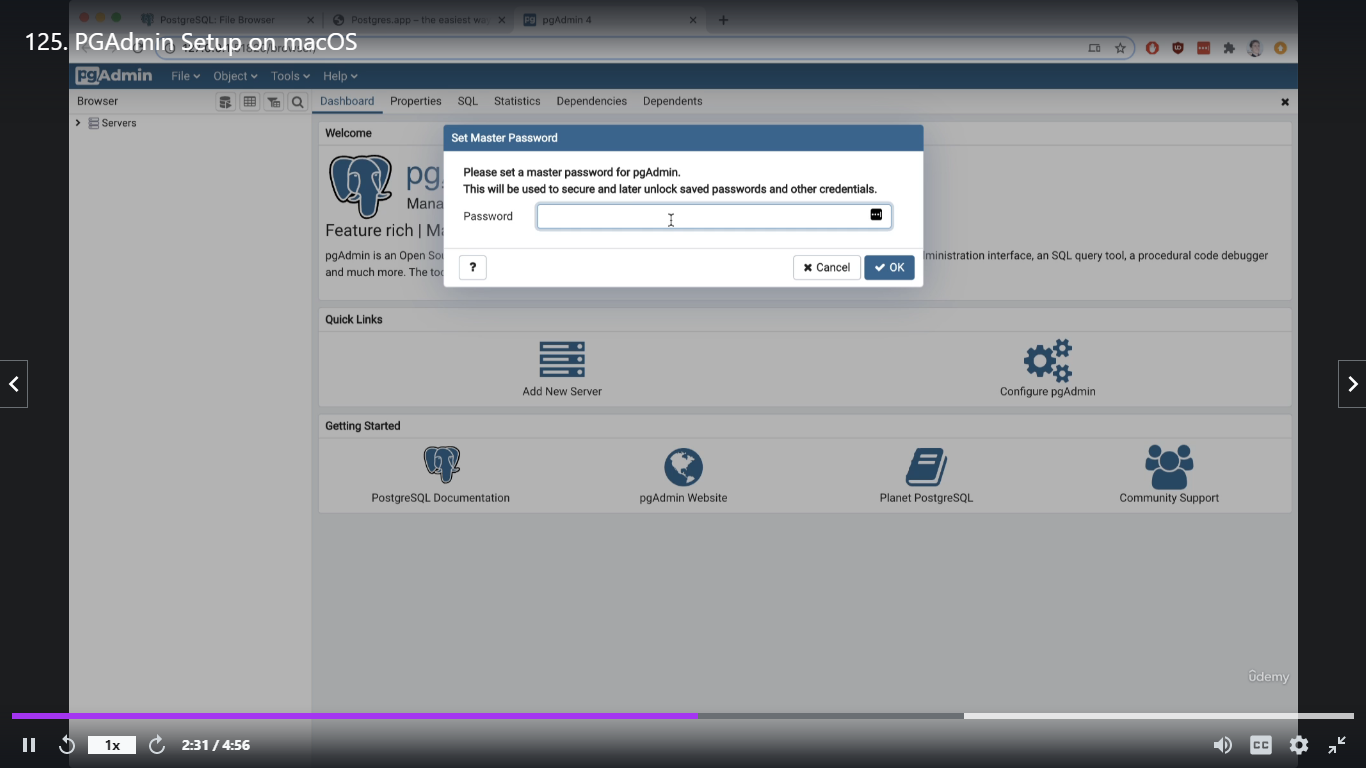 PostgreSQL: File Browser
Postgres.app – the easiest wa
pgAdmin 4
125. PGAdmin Setup on macOS
pgAdmin File Object Tools Help
Browser
Dashboard Properties SQL Statistics Dependencies Dependents
Servers
Welcome
Set Master Password
Please set a master password for pgAdmin.
This will be used to secure and later unlock saved passwords and other credentials.
Password
? Cancel OK
pg
Mana
Feature rich | Ma
pgAdmin is an Open Sou
ministration interface, an SQL query tool, a procedural code debugger
and much more. The too
Quick Links
Add New Server
Configure pgAdmin
Getting Started
PostgreSQL Documentation
pgAdmin Website
Planet PostgreSQL
Community Support
ûdemy
1x
2:31 / 4:56
CC